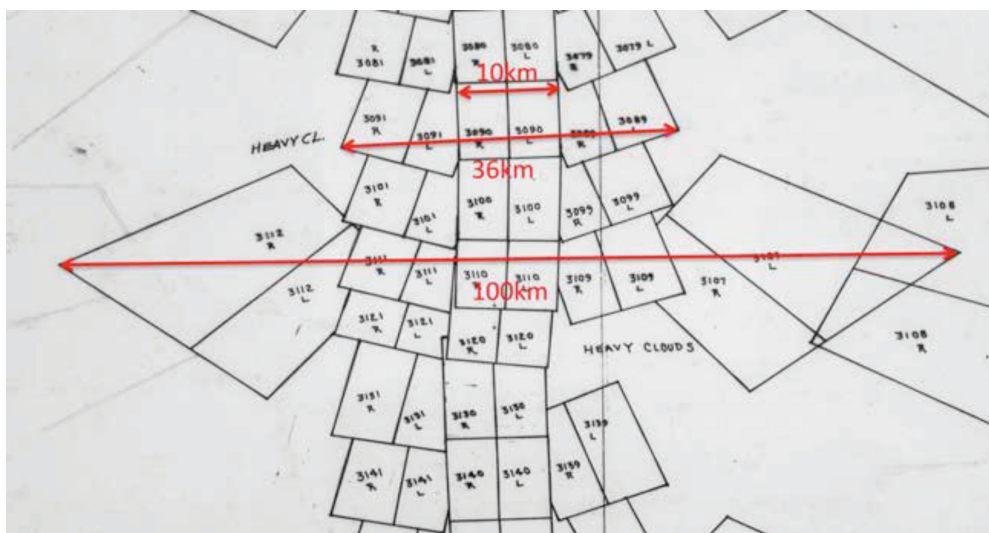 R
3081
3081
L
3080
R
3080
L
3079
R
3079 L
10km
3091
R
3091
L
3090
R
3090
L
3089
L
R
HEAVY CL.
36km
3101
R
3101
L
3100
R
3100
L
3099
R
3099
L
3112
R
3112
L
3111
R
3111
L
3110
R
3110
L
3109
R
3109
L
3107
R
L
3108
L
3108
R
100km
3121
R
3121
L
3120
R
3120
L
HEAVY CLOUDS
3131
R
3131
L
3130
R
3130
L
3139
L
3141
R
3141
L
3140
R
3140
L
3139
R